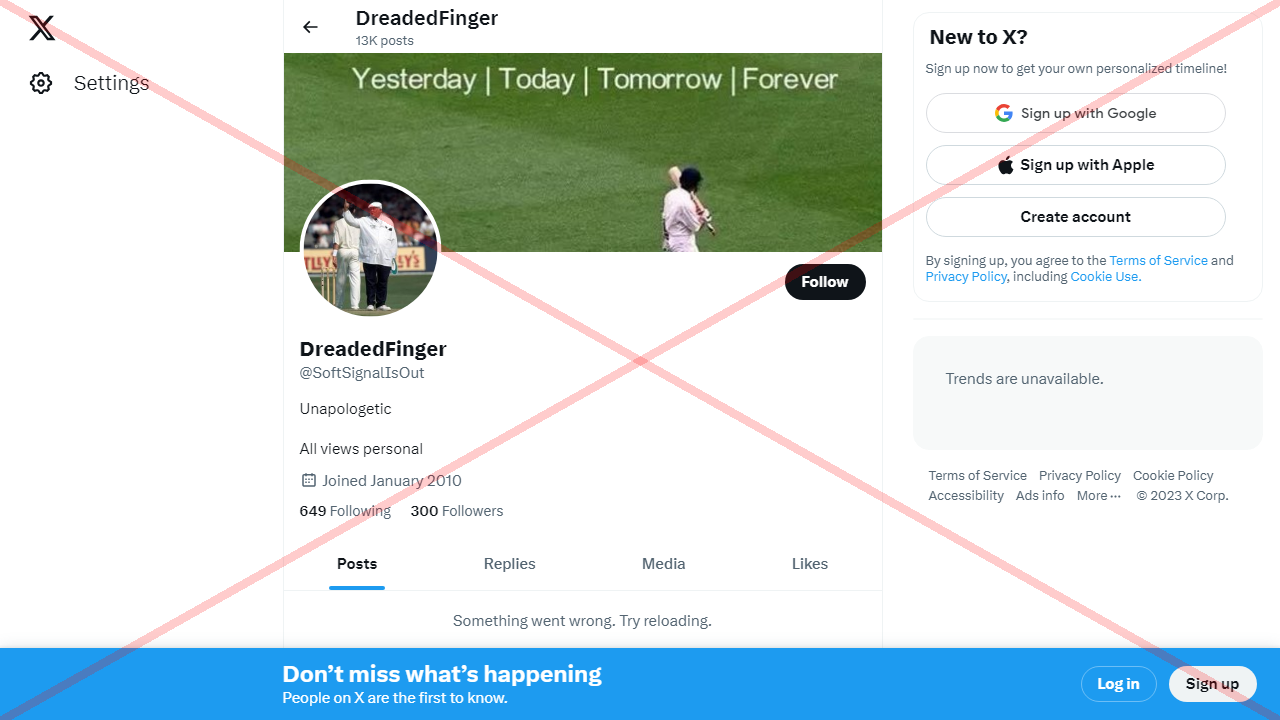 Settings
DreadedFinger
13K posts
Yesterday | Today | Tomorrow | Forever
Follow
DreadedFinger
@SoftSignalIsOut
Unapologetic
All views personal
Joined January 2010
649 Following 300 Followers
Posts Replies Media Likes
Something went wrong. Try reloading.
New to X?
Sign up now to get your own personalized timeline!
Sign up with Google
Sign up with Apple
Create account
By signing up, you agree to the Terms of Service and
Privacy Policy, including Cookie Use.
Trends are unavailable.
Terms of Service Privacy Policy Cookie Policy
Accessibility Ads info More ... © 2023 X Corp.
Don’t miss what’s happening
People on X are the first to know.
Log in Sign up